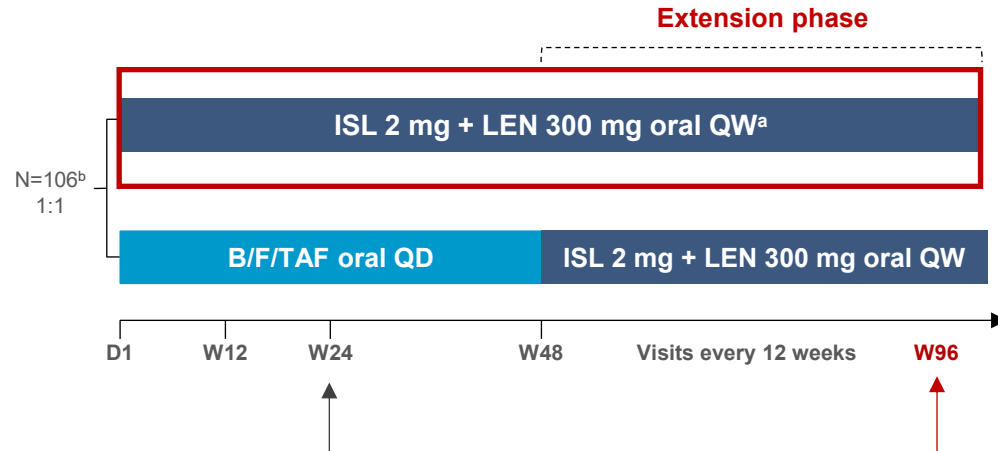 Extension phase
ISL 2 mg + LEN 300 mg oral QWᵃ
N=106ᵇ
1:1
B/F/TAF oral QD
ISL 2 mg + LEN 300 mg oral QW
D1 W12 W24 W48 Visits every 12 weeks W96